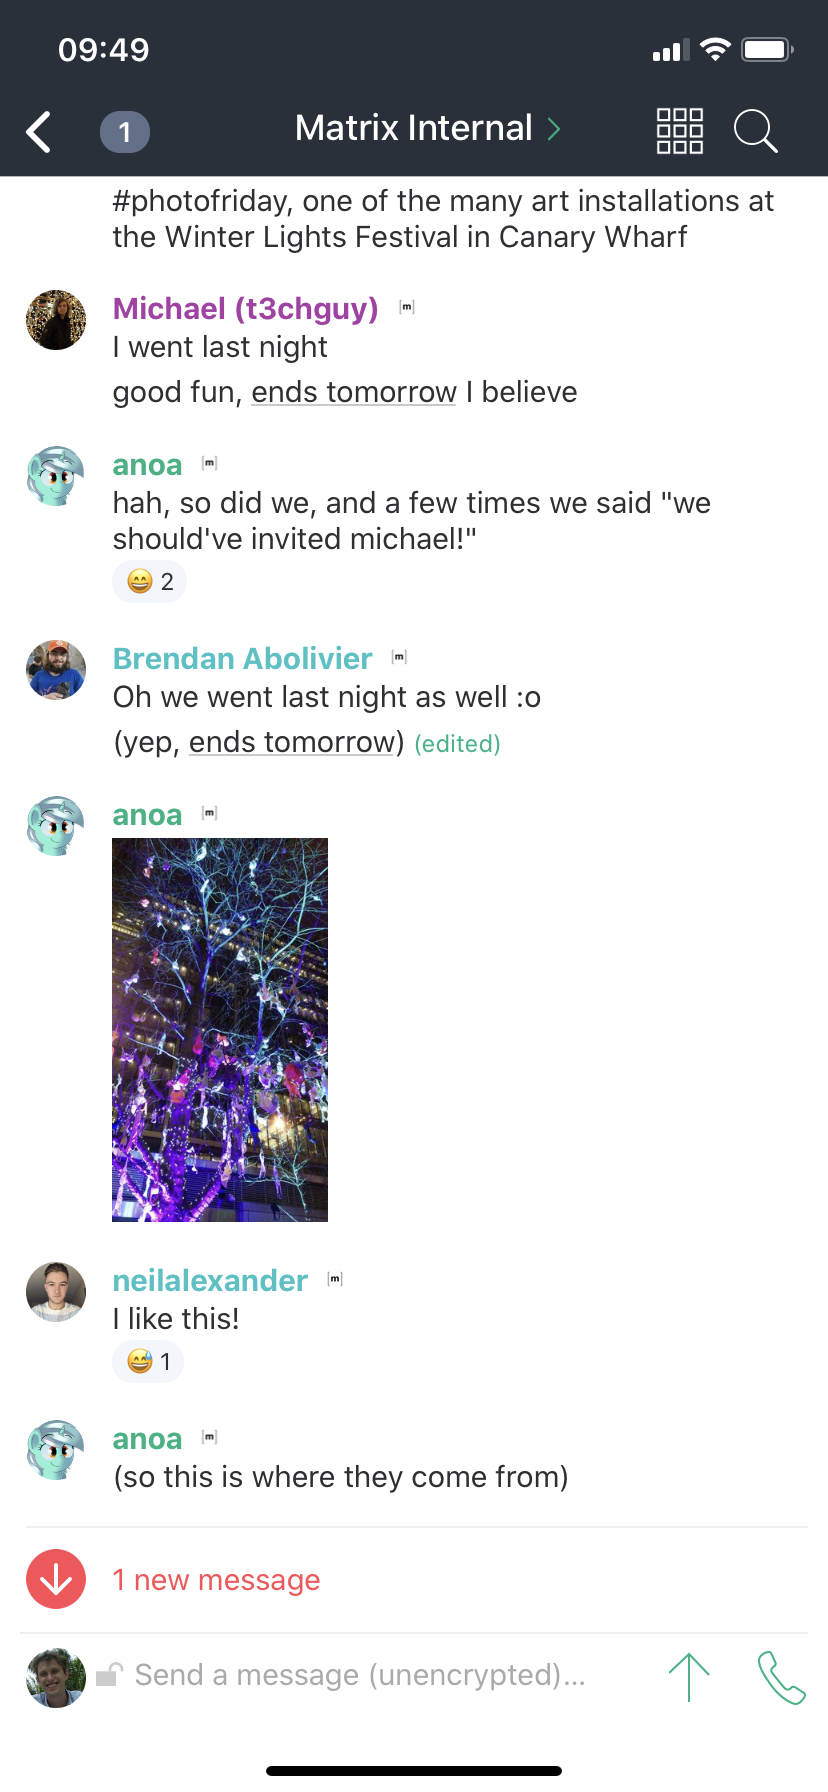 09:49
1
Matrix Internal
#photofriday, one of the many art installations at
the Winter Lights Festival in Canary Wharf
Michael (t3chguy) [m]
I went last night
good fun, ends tomorrow I believe
anoa [m]
hah, so did we, and a few times we said "we
should've invited michael!"
😄 2
Brendan Abolivier [m]
Oh we went last night as well :o
(yep, ends tomorrow) (edited)
anoa [m]
neilalexander [m]
I like this!
😅 1
anoa [m]
(so this is where they come from)
1 new message
Send a message (unencrypted)...